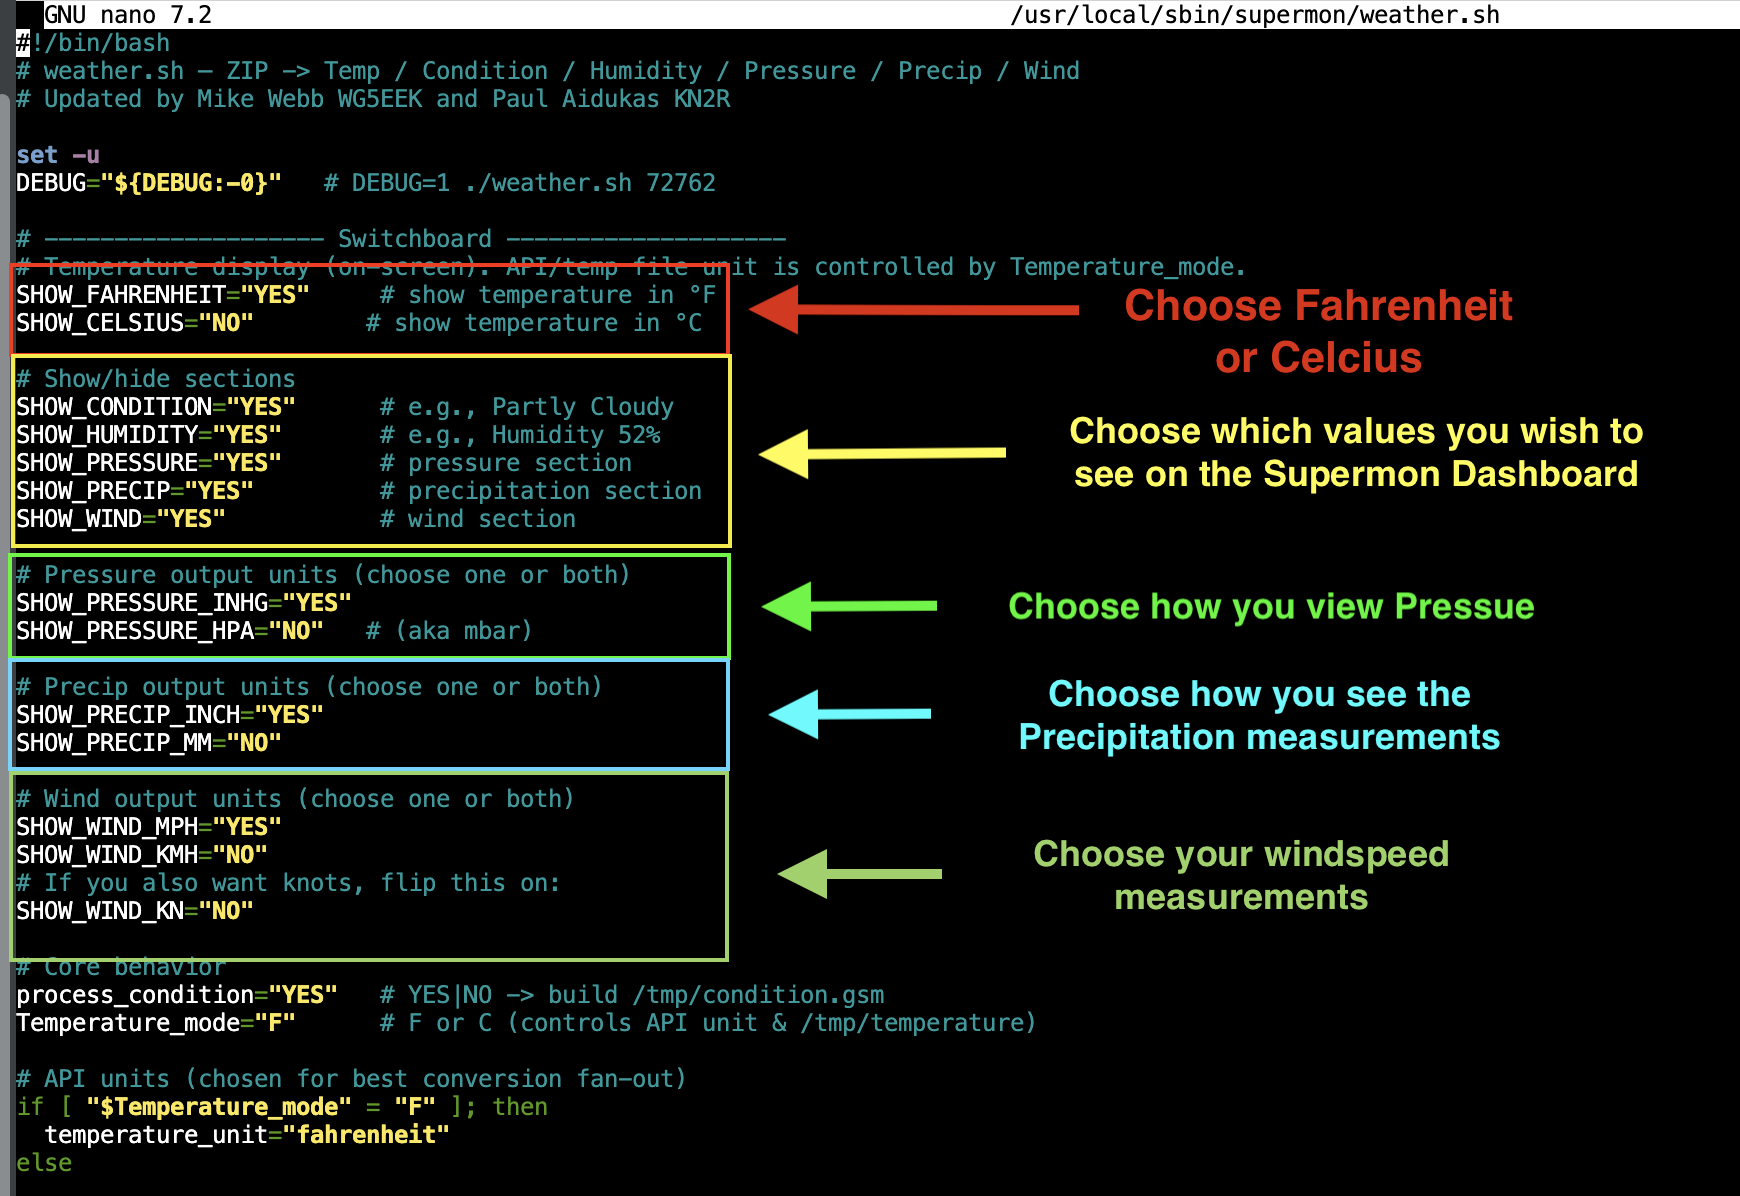 GNU nano 7.2 /usr/local/sbin/supermon/weather.sh
#!/bin/bash
# weather.sh – ZIP –> Temp / Condition / Humidity / Pressure / Precip / Wind
# Updated by Mike Webb WG5EEK and Paul Aidukas KN2R
set -u
DEBUG="${DEBUG:-0}" # DEBUG=1 ./weather.sh 72762
# –––––––––––––––––––– Switchboard ––––––––––––––––––––
# Temperature display (on-screen). API/temp file unit is controlled by Temperature_mode.
SHOW_FAHRENHEIT="YES" # show temperature in °F
SHOW_CELSIUS="NO" # show temperature in °C
Choose Fahrenheit
or Celcius
# Show/hide sections
SHOW_CONDITION="YES" # e.g., Partly Cloudy
SHOW_HUMIDITY="YES" # e.g., Humidity 52%
SHOW_PRESSURE="YES" # pressure section
SHOW_PRECIP="YES" # precipitation section
SHOW_WIND="YES" # wind section
Choose which values you wish to
see on the Supermon Dashboard
# Pressure output units (choose one or both)
SHOW_PRESSURE_INHG="YES"
SHOW_PRESSURE_HPA="NO" # (aka mbar)
Choose how you view Pressue
# Precip output units (choose one or both)
SHOW_PRECIP_INCH="YES"
SHOW_PRECIP_MM="NO"
Choose how you see the
Precipitation measurements
# Wind output units (choose one or both)
SHOW_WIND_MPH="YES"
SHOW_WIND_KMH="NO"
# If you also want knots, flip this on:
SHOW_WIND_KN="NO"
Choose your windspeed
measurements
# Core behavior
process_condition="YES" # YES|NO –> build /tmp/condition.gsm
Temperature_mode="F" # F or C (controls API unit & /tmp/temperature)
# API units (chosen for best conversion fan-out)
if [ "$Temperature_mode" = "F" ]; then
temperature_unit="fahrenheit"
else